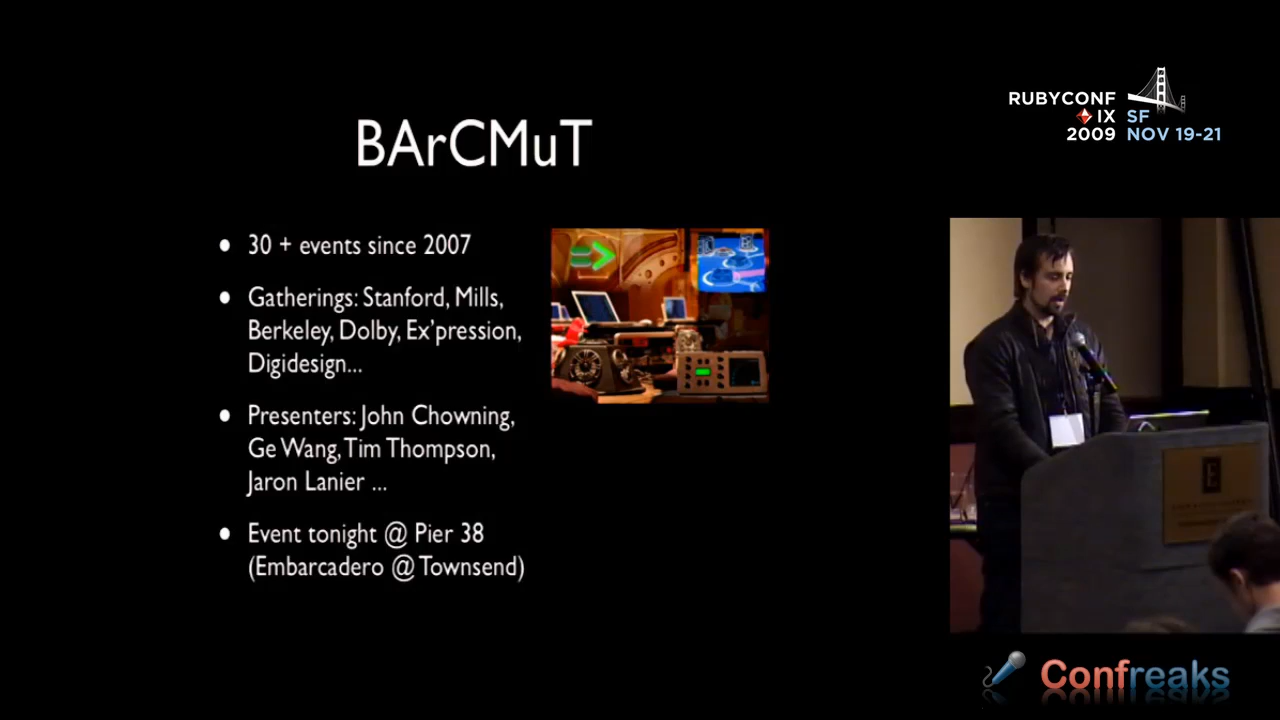 BArCMuT
30 + events since 2007
Gatherings: Stanford, Mills,
Berkeley, Dolby, Ex'pression,
Digidesign...
Presenters: John Chowning,
Ge Wang, Tim Thompson,
Jaron Lanier ...
Event tonight @ Pier 38
(Embarcadero @ Townsend)
RUBYCONF
IX SF
2009 NOV 19-21
E
Confreaks